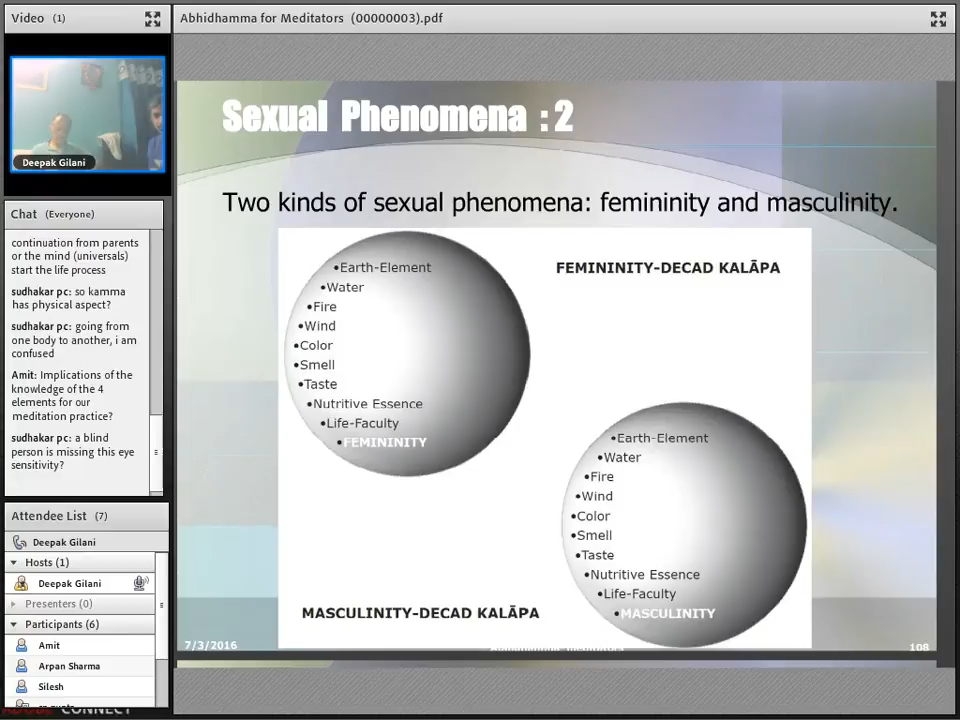 Video (1)
Deepak Gilani
Chat (Everyone)
continuation from parents
or the mind (universals)
start the life process
sudhakar pc: so kamma
has physical aspect?
sudhakar pc: going from
one body to another, i am
confused
Amit: Implications of the
knowledge of the 4
elements for our
meditation practice?
sudhakar pc: a blind
person is missing this eye
sensitivity?
Attendee List (7)
Deepak Gilani
Hosts (1)
Deepak Gilani
Presenters (0)
Participants (6)
Amit
Arpan Sharma
Silesh
CONNECT
Abhidhamma for Meditators (00000003).pdf
Sexual Phenomena : 2
Two kinds of sexual phenomena: femininity and masculinity.
•Earth-Element
•Water
•Fire
•Wind
•Color
•Smell
•Taste
•Nutritive Essence
•Life-Faculty
•FEMININITY
FEMININITY-DECAD KALĀPA
•Earth-Element
•Water
•Fire
•Wind
•Color
•Smell
•Taste
•Nutritive Essence
•Life-Faculty
•MASCULINITY
MASCULINITY-DECAD KALĀPA
7/3/2016
108